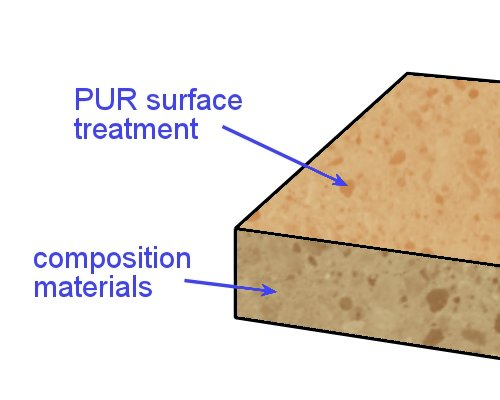 PUR surface
treatment
composition
materials